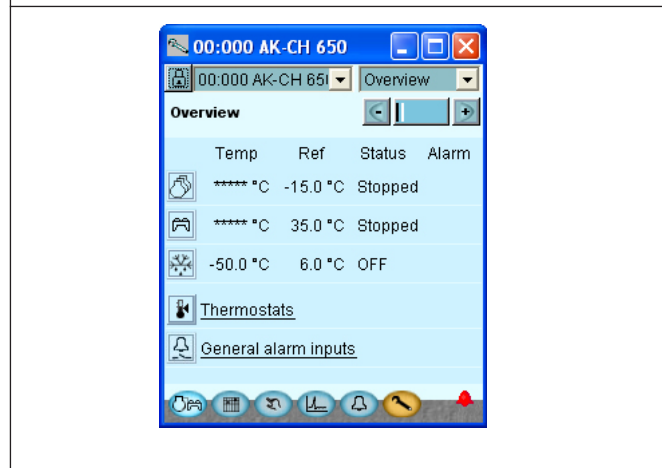 00:000 AK-CH 650
00:000 AK-CH 65 Overview
Overview
Temp Ref Status Alarm
***** °C -15.0 °C Stopped
***** °C 35.0 °C Stopped
-50.0 °C 6.0 °C OFF
Thermostats
General alarm inputs